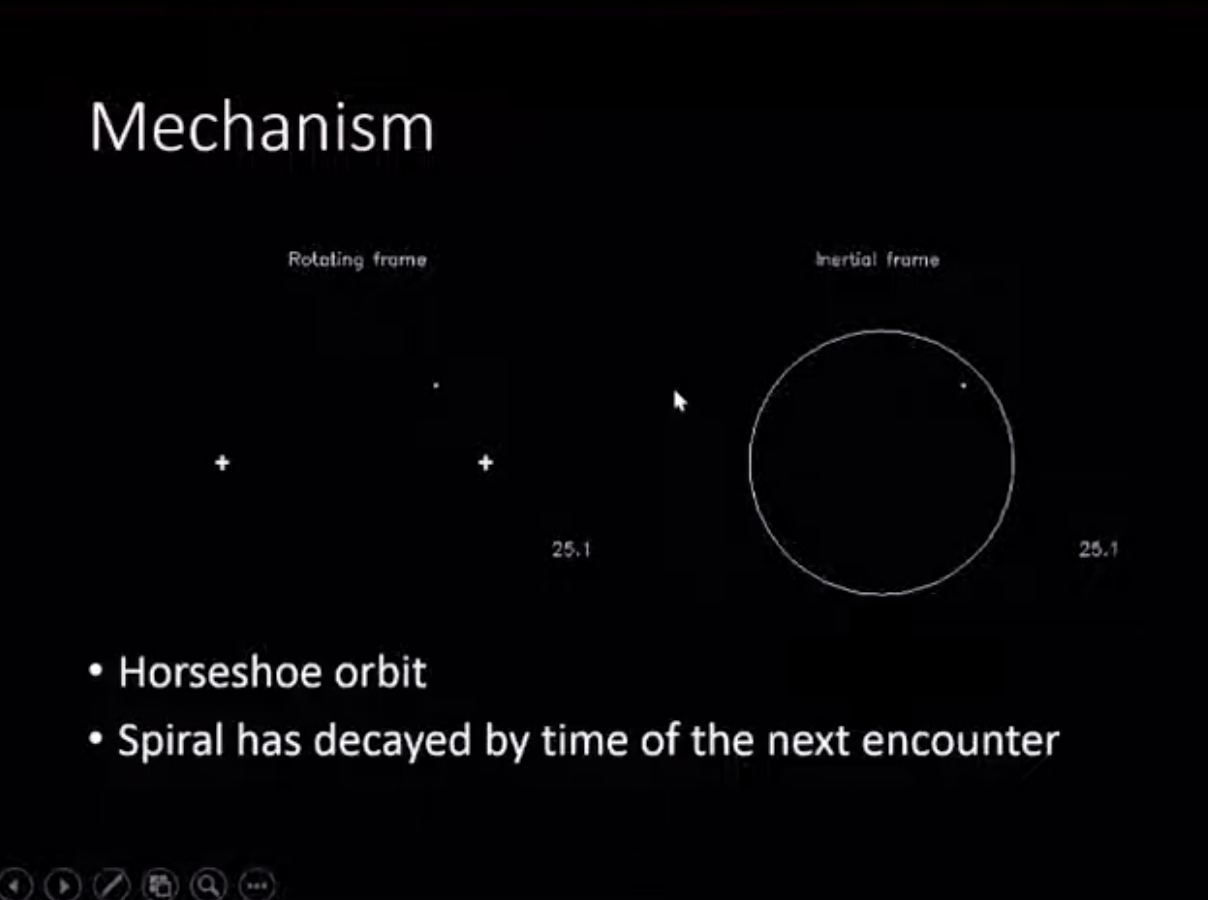 Mechanism
Rotating frame
Inertial frame
25.1
25.1
• Horseshoe orbit
• Spiral has decayed by time of the next encounter